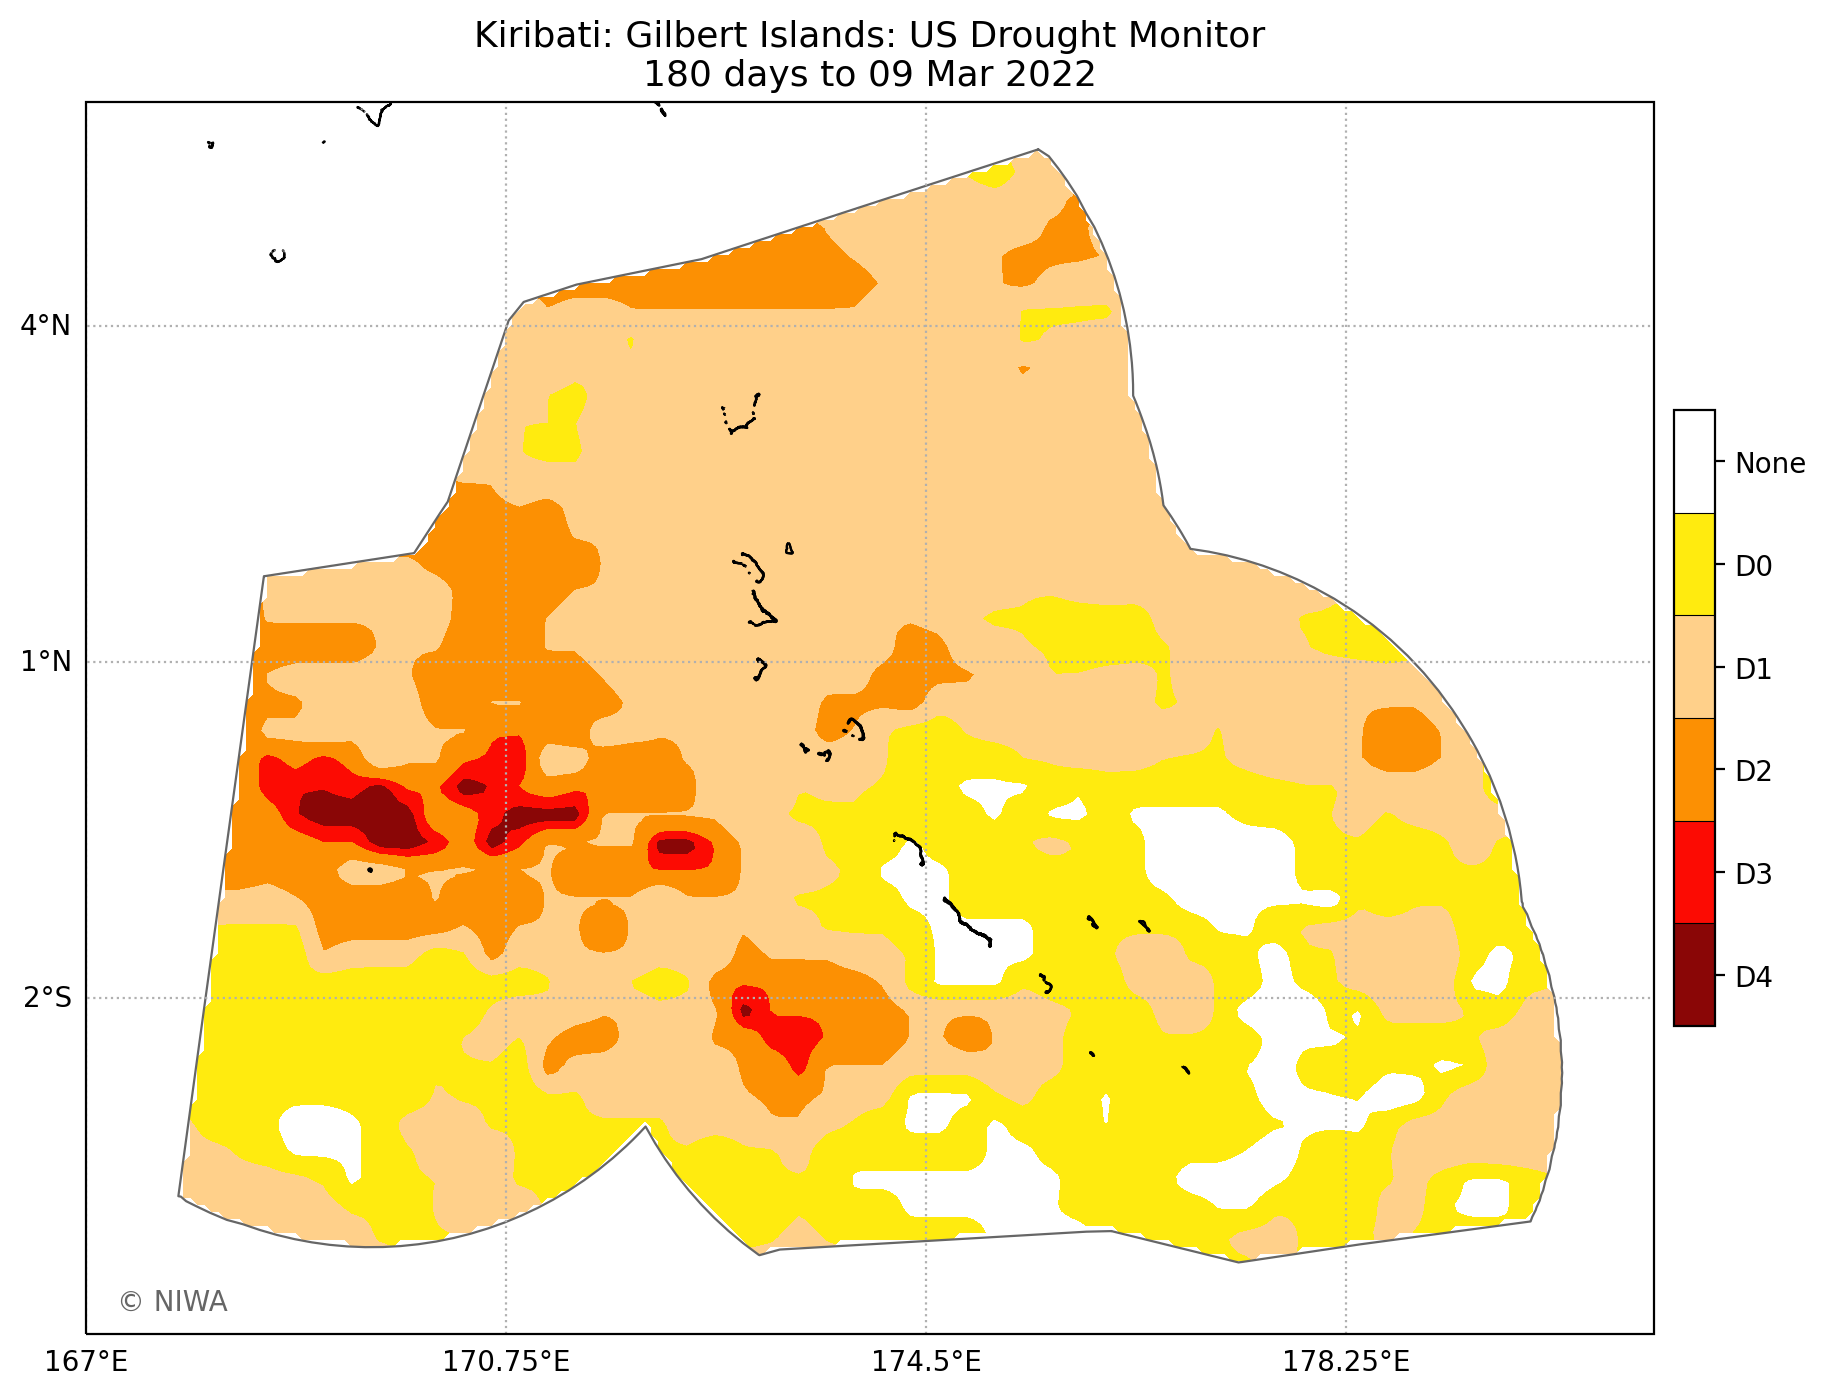 Kiribati: Gilbert Islands: US Drought Monitor
180 days to 09 Mar 2022
4°N
1°N
2°S
167°E
170.75°E
174.5°E
178.25°E
None
D0
D1
D2
D3
D4
© NIWA